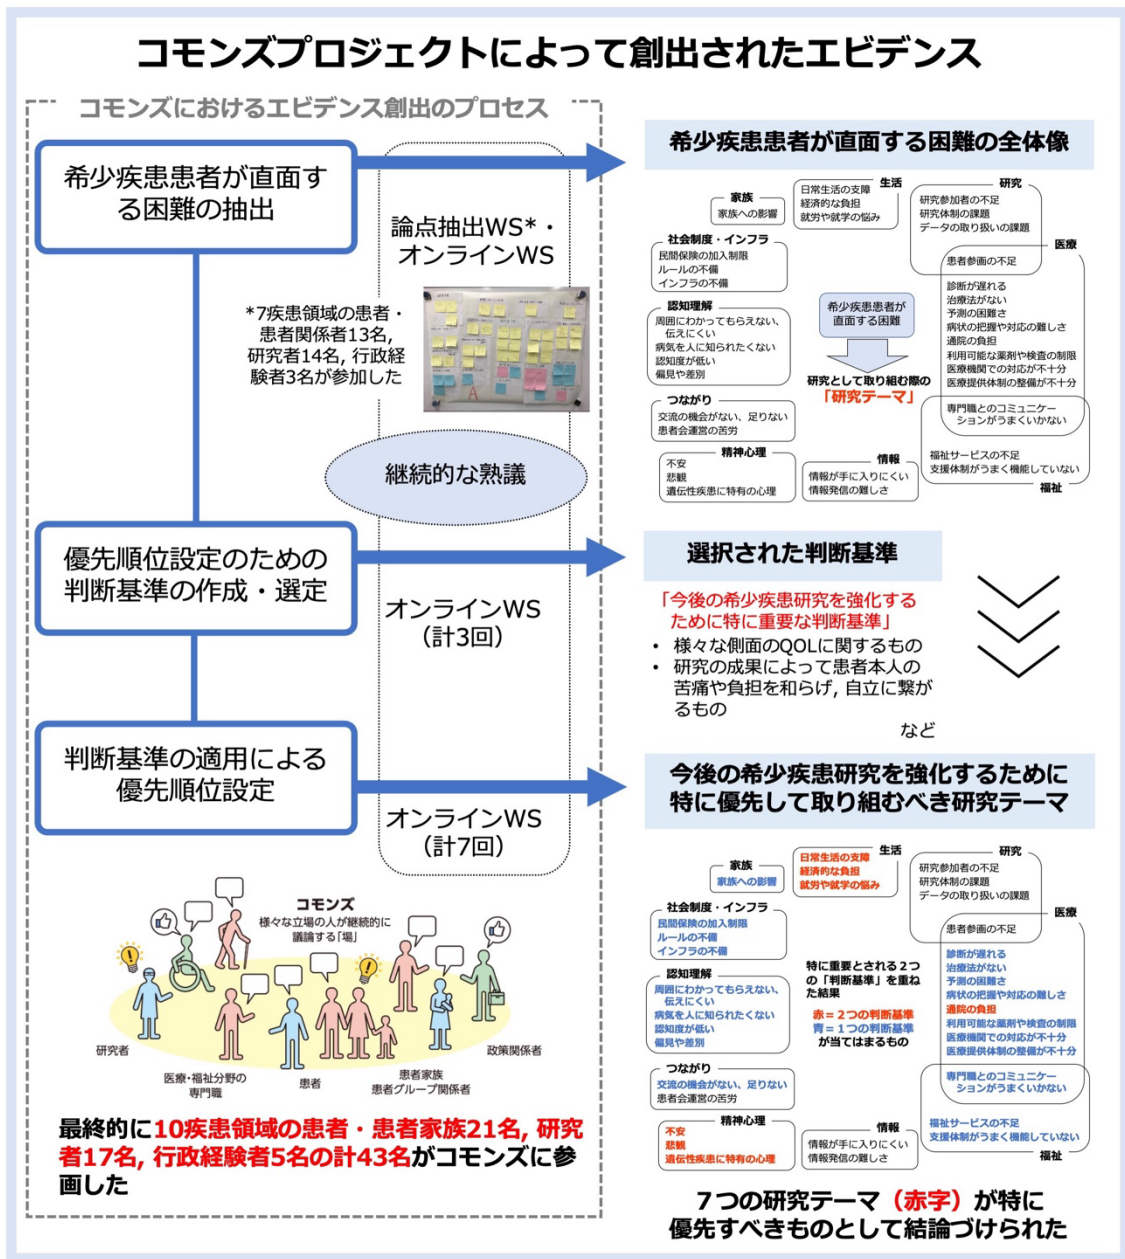 コモンズプロジェクトによって創出されたエビデンス
コモンズにおけるエビデンス創出のプロセス
希少疾患患者が直面す
る困難の抽出
論点抽出WS*・
オンラインWS
*7疾患領域の患者・
患者関係者13名,
研究者14名, 行政経
験者3名が参加した
継続的な熟議
優先順位設定のための
判断基準の作成・選定
オンラインWS
(計3回)
判断基準の適用による
優先順位設定
オンラインWS
(計7回)
コモンズ
様々な立場の人が継続的に
議論する「場」
研究者
医療・福祉分野の
専門職
患者
患者家族
患者グループ関係者
政策関係者
最終的に10疾患領域の患者・患者家族21名, 研究
者17名, 行政経験者5名の計43名がコモンズに参
画した
希少疾患患者が直面する困難の全体像
家族
家族への影響
生活
日常生活の支障
経済的な負担
就労や就学の悩み
研究
研究参加者の不足
研究体制の課題
データの取り扱いの課題
社会制度・インフラ
民間保険の加入制限
ルールの不備
インフラの不備
医療
患者参画の不足
診断が遅れる
治療法がない
予測の困難さ
病状の把握や対応の難しさ
通院の負担
利用可能な薬剤や検査の制限
医療機関での対応が不十分
医療提供体制の整備が不十分
認知理解
周囲にわかってもらえない、
伝えにくい
病気を人に知られたくない
認知度が低い
偏見や差別
希少疾患患者が
直面する困難
研究として取り組む際の
「研究テーマ」
つながり
交流の機会がない、足りない
患者会運営の苦労
専門職とのコミュニケー
ションがうまくいかない
精神心理
不安
悲観
遺伝性疾患に特有の心理
情報
情報が手に入りにくい
情報発信の難しさ
福祉サービスの不足
支援体制がうまく機能していない
福祉
選択された判断基準
「今後の希少疾患研究を強化する
ために特に重要な判断基準」
• 様々な側面のQOLに関するもの
• 研究の成果によって患者本人の
苦痛や負担を和らげ, 自立に繋が
るもの
など
今後の希少疾患研究を強化するために
特に優先して取り組むべき研究テーマ
家族
家族への影響
生活
日常生活の支障
経済的な負担
就労や就学の悩み
研究
研究参加者の不足
研究体制の課題
データの取り扱いの課題
社会制度・インフラ
民間保険の加入制限
ルールの不備
インフラの不備
医療
患者参画の不足
診断が遅れる
治療法がない
予測の困難さ
病状の把握や対応の難しさ
通院の負担
利用可能な薬剤や検査の制限
医療機関での対応が不十分
医療提供体制の整備が不十分
認知理解
周囲にわかってもらえない、
伝えにくい
病気を人に知られたくない
認知度が低い
偏見や差別
特に重要とされる2つ
の「判断基準」を重ね
た結果
赤=2つの判断基準
青=1つの判断基準
が当てはまるもの
つながり
交流の機会がない、足りない
患者会運営の苦労
専門職とのコミュニケー
ションがうまくいかない
精神心理
不安
悲観
遺伝性疾患に特有の心理
情報
情報が手に入りにくい
情報発信の難しさ
福祉サービスの不足
支援体制がうまく機能していない
福祉
7つの研究テーマ（赤字）が特に
優先すべきものとして結論づけられた